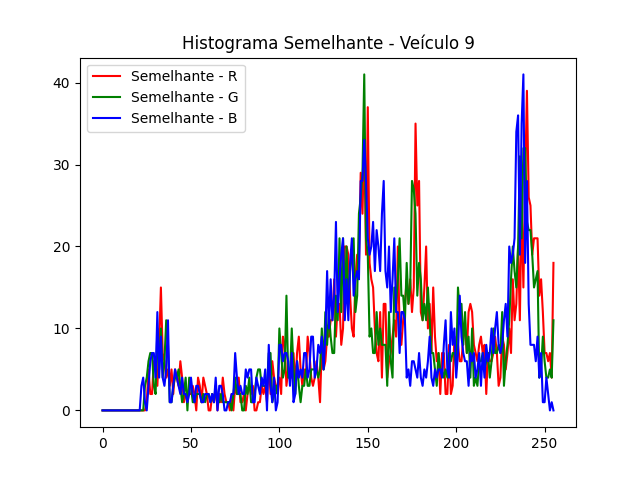 Histograma Semelhante - Veículo 9
Semelhante - R
Semelhante - G
Semelhante - B
40
30
20
10
0
0 50 100 150 200 250